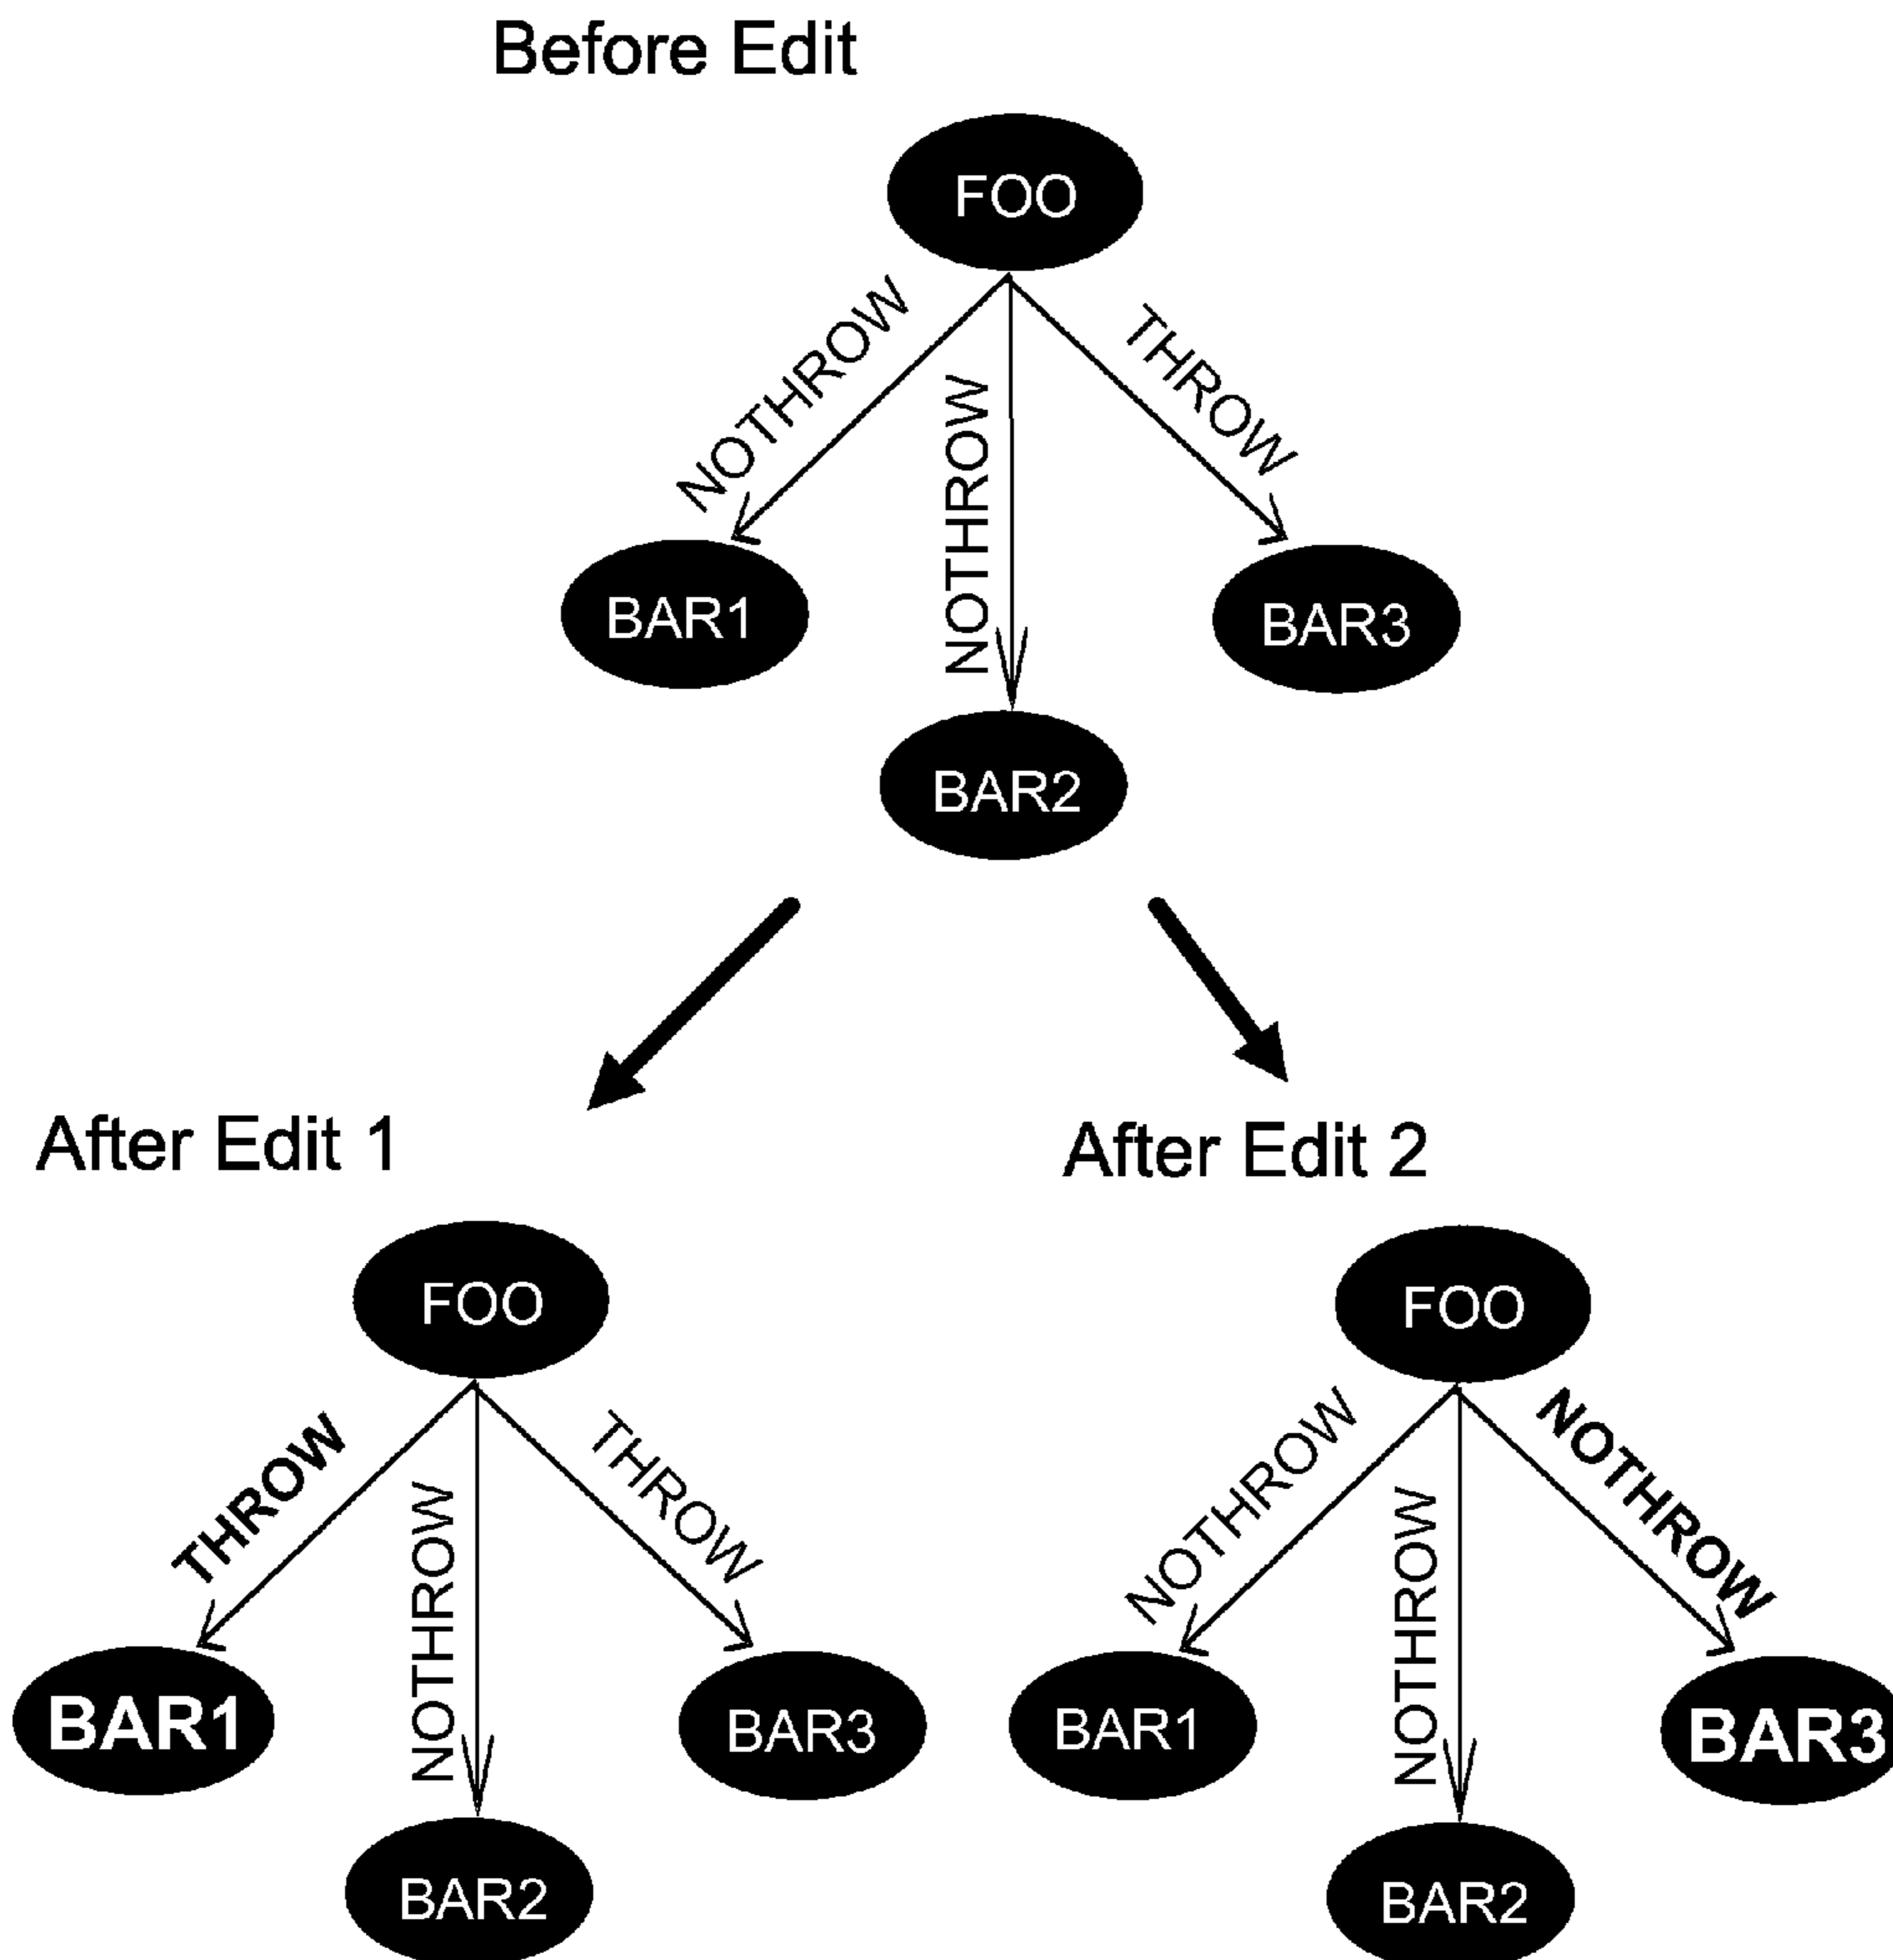 Before Edit
FOO
NOTHROW
NOTHROW
THROW
BAR1
BAR3
BAR2
After Edit 1
After Edit 2
FOO
FOO
THROW
NOTHROW
THROW
NOTHROW
NOTHROW
NOTHROW
BAR1
BAR3
BAR1
BAR3
BAR2
BAR2